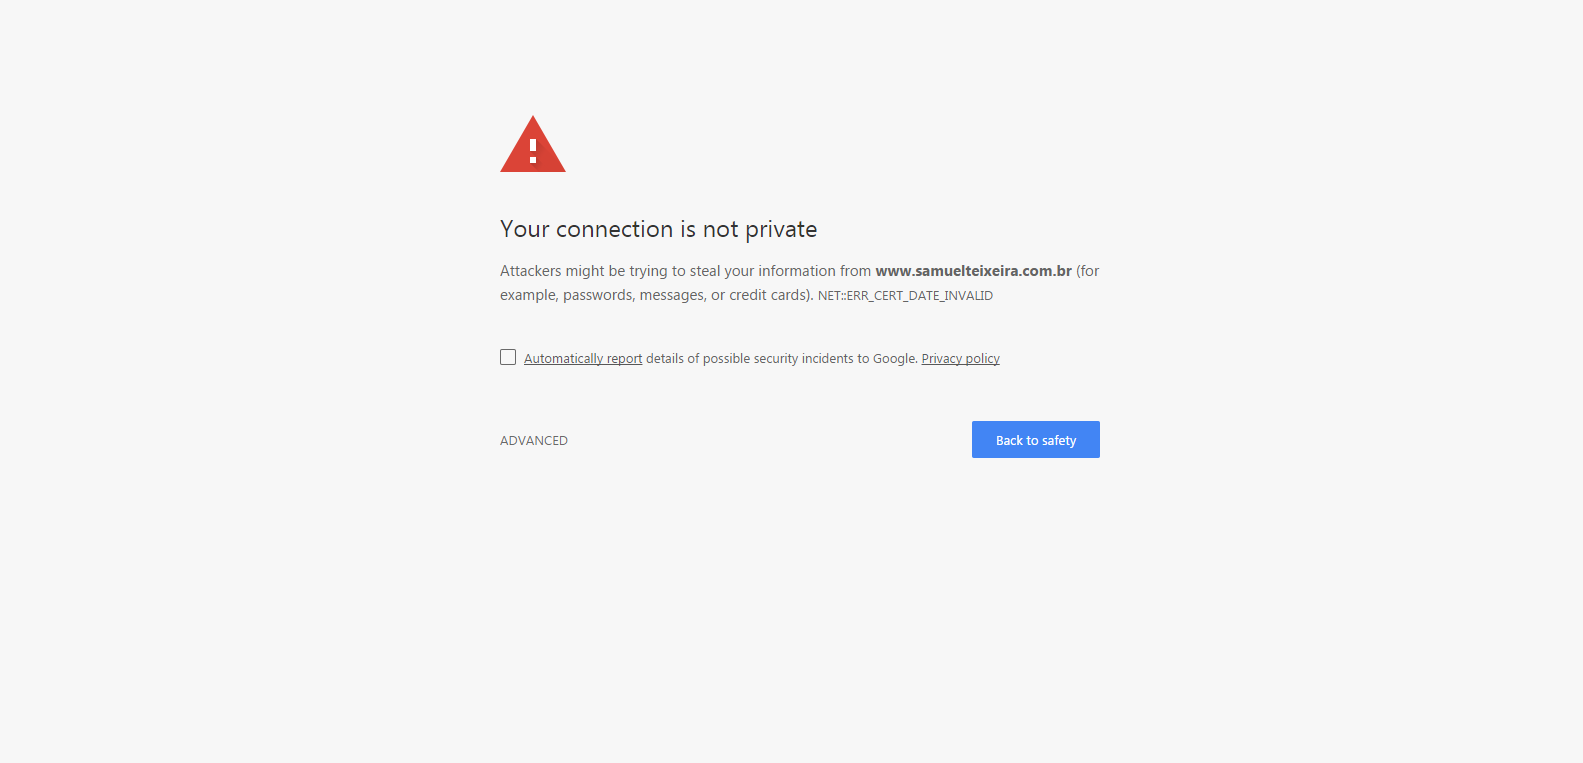 Your connection is not private
Attackers might be trying to steal your information from www.samuelteixeira.com.br (for
example, passwords, messages, or credit cards). NET::ERR_CERT_DATE_INVALID
Automatically report details of possible security incidents to Google. Privacy policy
ADVANCED
Back to safety